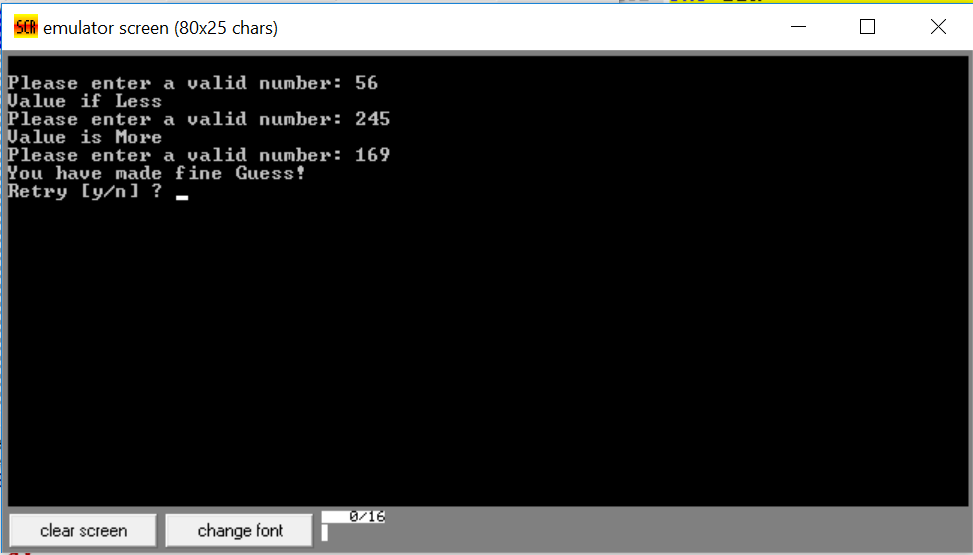 SCR emulator screen (80x25 chars)
Please enter a valid number: 56
Value if Less
Please enter a valid number: 245
Value is More
Please enter a valid number: 169
You have made fine Guess!
Retry [y/n] ?
clear screen
change font
0/16